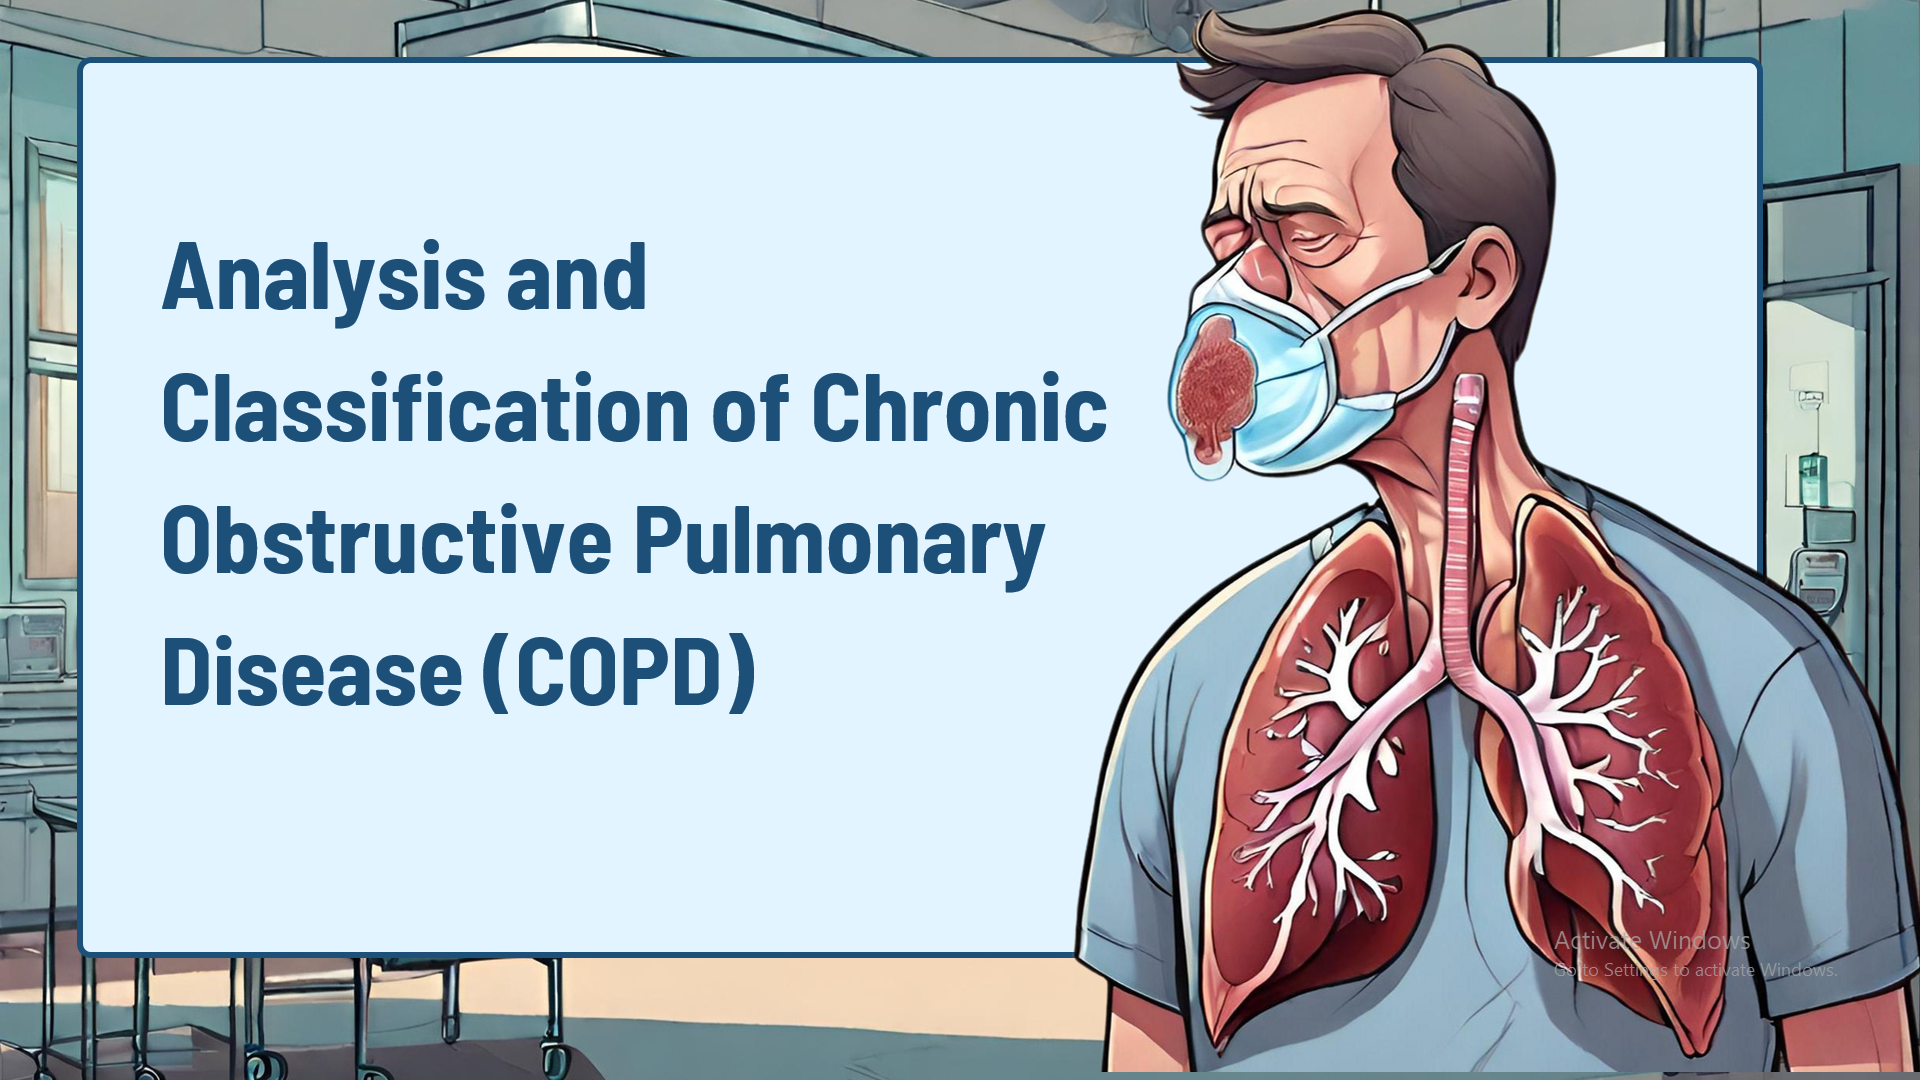 Analysis and
Classification of Chronic
Obstructive Pulmonary
Disease (COPD)
Activate Windows
Go to Settings to activate Windows.